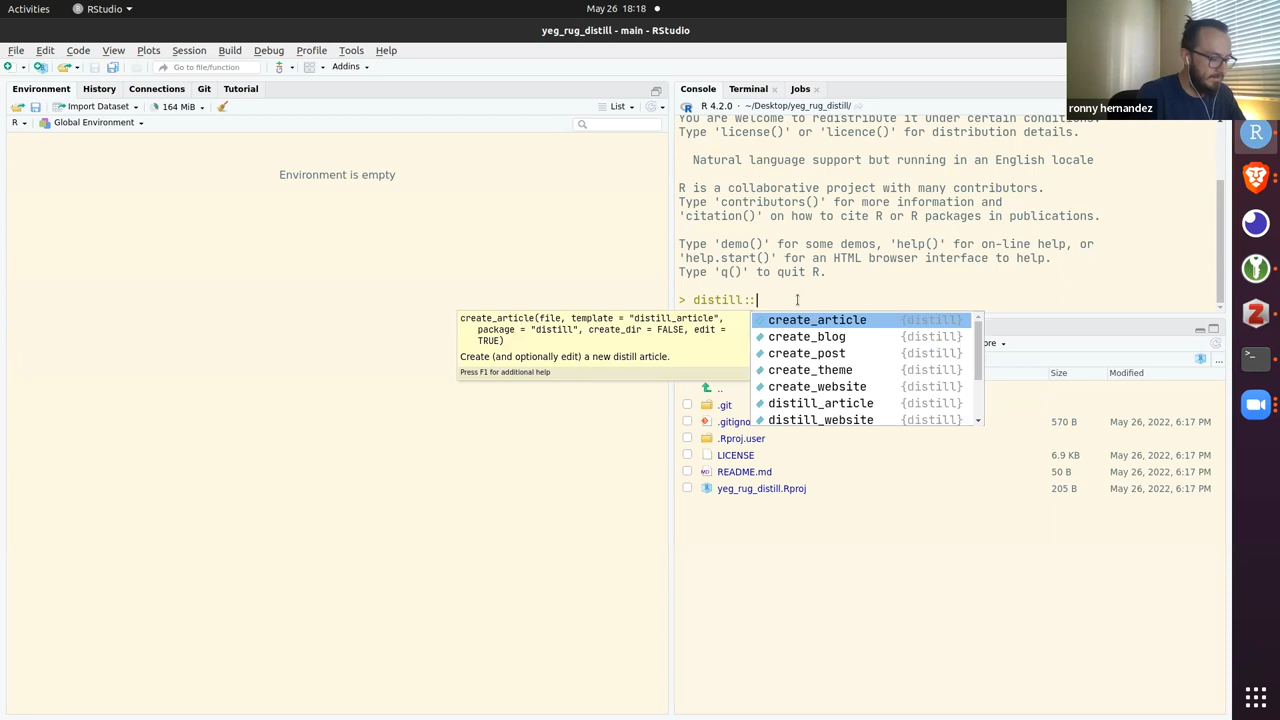 Activities
RStudio
May 26 18:18
yeg_rug_distill - main - RStudio
File Edit Code View Plots Session Build Debug Profile Tools Help
Go to file/function
Addins
ronny hernandez
Environment History Connections Git Tutorial
Import Dataset
164 MiB
List
R
Global Environment
Environment is empty
Console Terminal Jobs
R 4.2.0 · ~/Desktop/yeg_rug_distill/
You are welcome to redistribute it under certain conditions.
Type 'license()' or 'licence()' for distribution details.
Natural language support but running in an English locale
R is a collaborative project with many contributors.
Type 'contributors()' for more information and
'citation()' on how to cite R or R packages in publications.
Type 'demo()' for some demos, 'help()' for on-line help, or
'help.start()' for an HTML browser interface to help.
Type 'q()' to quit R.
> distill::
create_article(file, template = "distill_article",
package = "distill", create_dir = FALSE, edit =
TRUE)
Create (and optionally edit) a new distill article.
Press F1 for additional help
create_article {distill}
create_blog {distill}
create_post {distill}
create_theme {distill}
create_website {distill}
distill_article {distill}
distill_website {distill}
Size Modified
..
.git
.gitigno 570 B May 26, 2022, 6:17 PM
.Rproj.user
LICENSE 6.9 KB May 26, 2022, 6:17 PM
README.md 50 B May 26, 2022, 6:17 PM
yeg_rug_distill.Rproj 205 B May 26, 2022, 6:17 PM